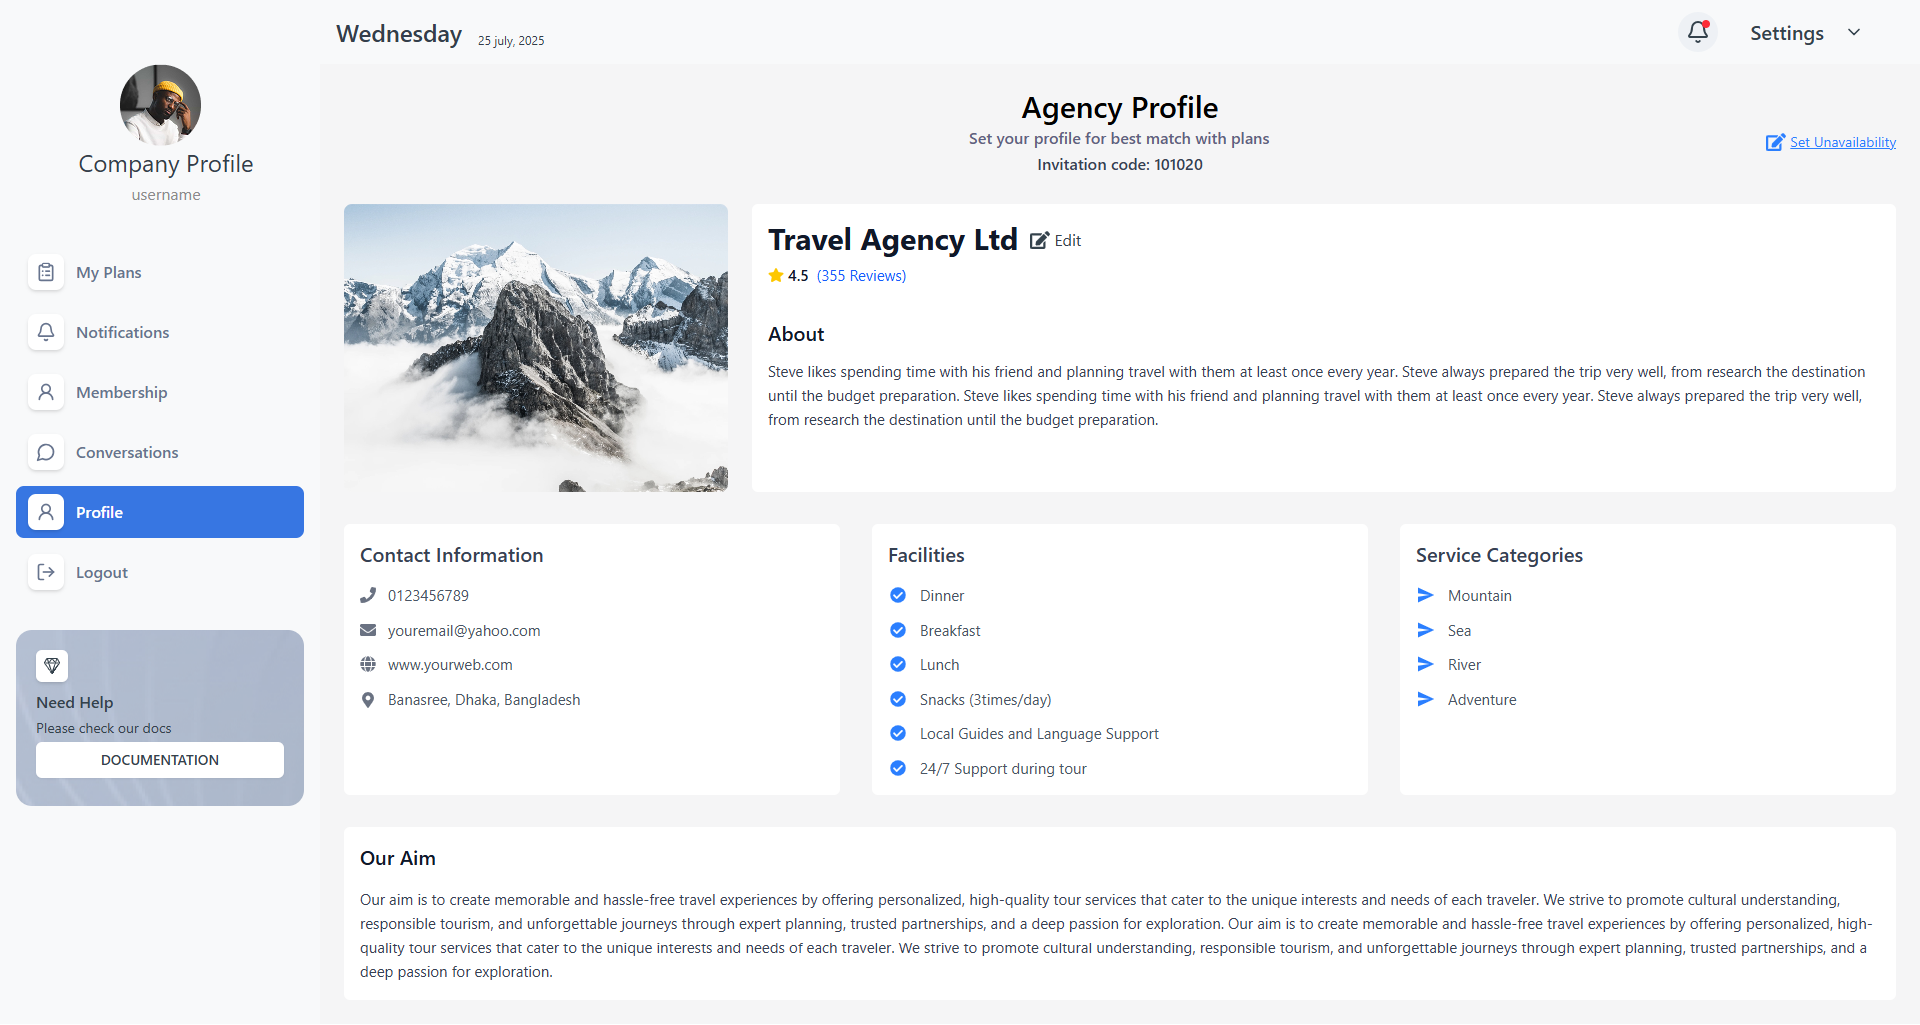 Wednesday 25 july, 2025
Settings
Company Profile
username
My Plans
Notifications
Membership
Conversations
Profile
Logout
Need Help
Please check our docs
DOCUMENTATION
Agency Profile
Set your profile for best match with plans
Invitation code: 101020
Set Unavailability
Travel Agency Ltd Edit
4.5 (355 Reviews)
About
Steve likes spending time with his friend and planning travel with them at least once every year. Steve always prepared the trip very well, from research the destination
until the budget preparation. Steve likes spending time with his friend and planning travel with them at least once every year. Steve always prepared the trip very well,
from research the destination until the budget preparation.
Contact Information
0123456789
youremail@yahoo.com
www.yourweb.com
Banasree, Dhaka, Bangladesh
Facilities
Dinner
Breakfast
Lunch
Snacks (3times/day)
Local Guides and Language Support
24/7 Support during tour
Service Categories
Mountain
Sea
River
Adventure
Our Aim
Our aim is to create memorable and hassle-free travel experiences by offering personalized, high-quality tour services that cater to the unique interests and needs of each traveler. We strive to promote cultural understanding,
responsible tourism, and unforgettable journeys through expert planning, trusted partnerships, and a deep passion for exploration. Our aim is to create memorable and hassle-free travel experiences by offering personalized, high-
quality tour services that cater to the unique interests and needs of each traveler. We strive to promote cultural understanding, responsible tourism, and unforgettable journeys through expert planning, trusted partnerships, and a
deep passion for exploration.